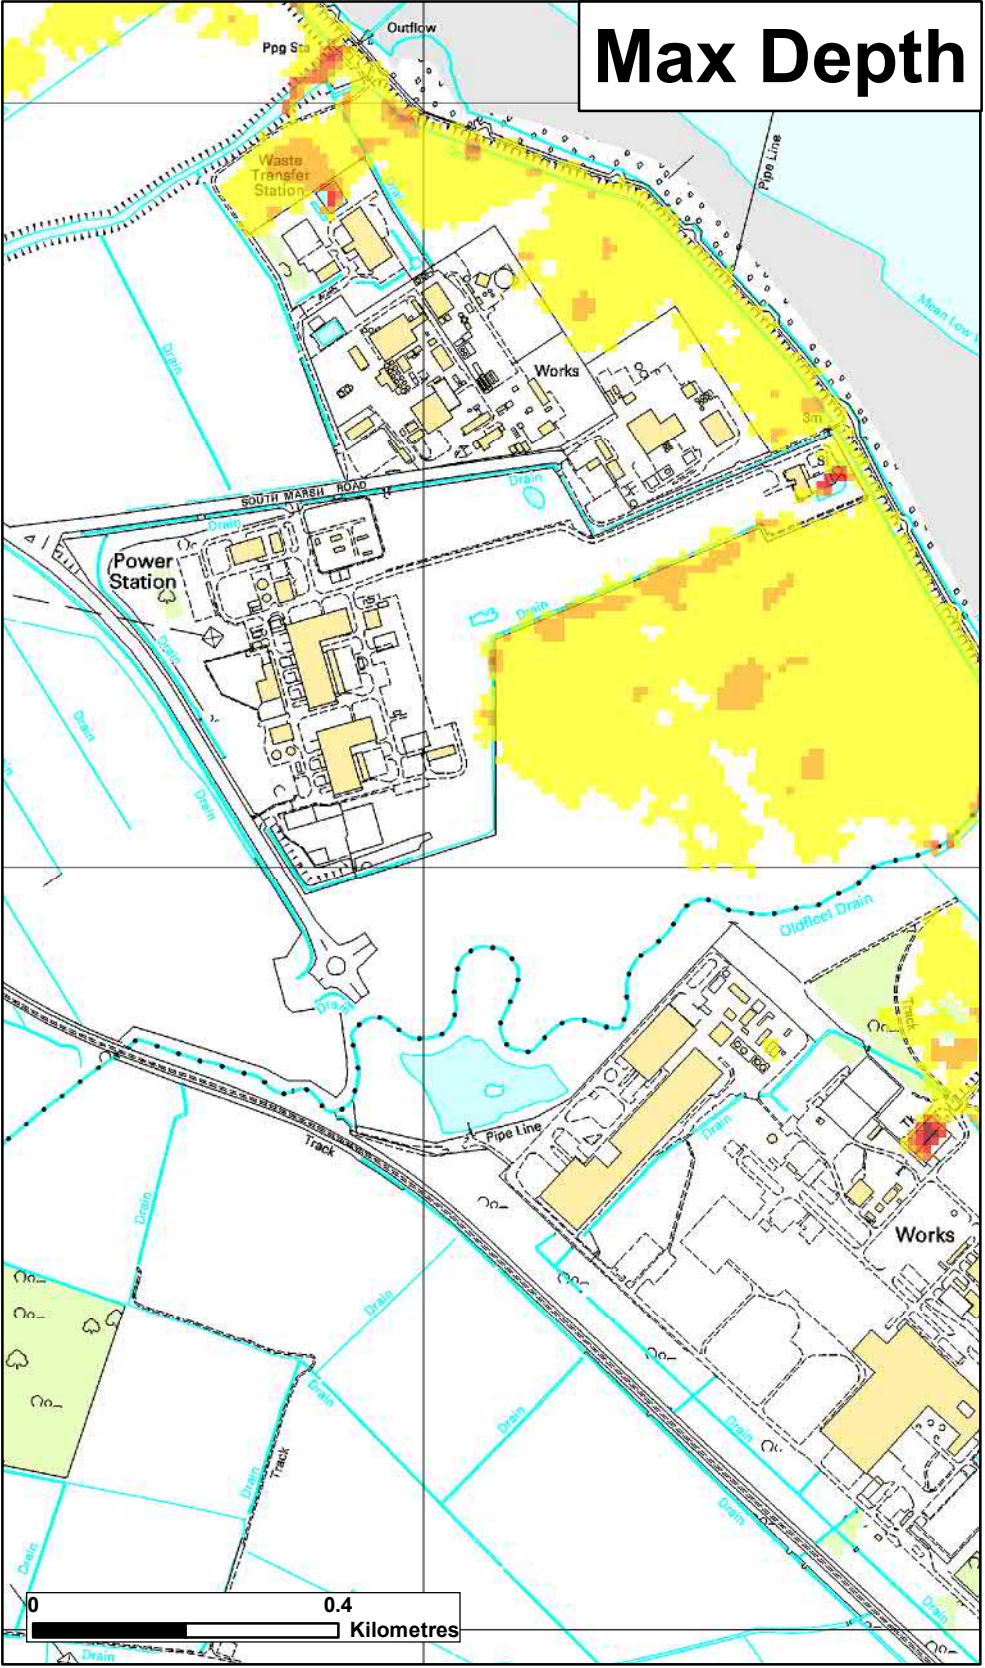 Max Depth
Outflow
Ppg Sta
Pipe Line
Waste
Transfer
Station
Drain
Mean Low
Drain
Works
3m
SOUTH MARSH ROAD
Drain
Drain
Power
Station
Drain
Drain
Drain
Drain
Oldfleet Drain
Track
Drain
Pipe Line
Drain
Track
Drain
Works
Drain
Drain
Drain
Drain
Track
Drain
Drain
Drain
Drain
Drain
0
0.4
Kilometres